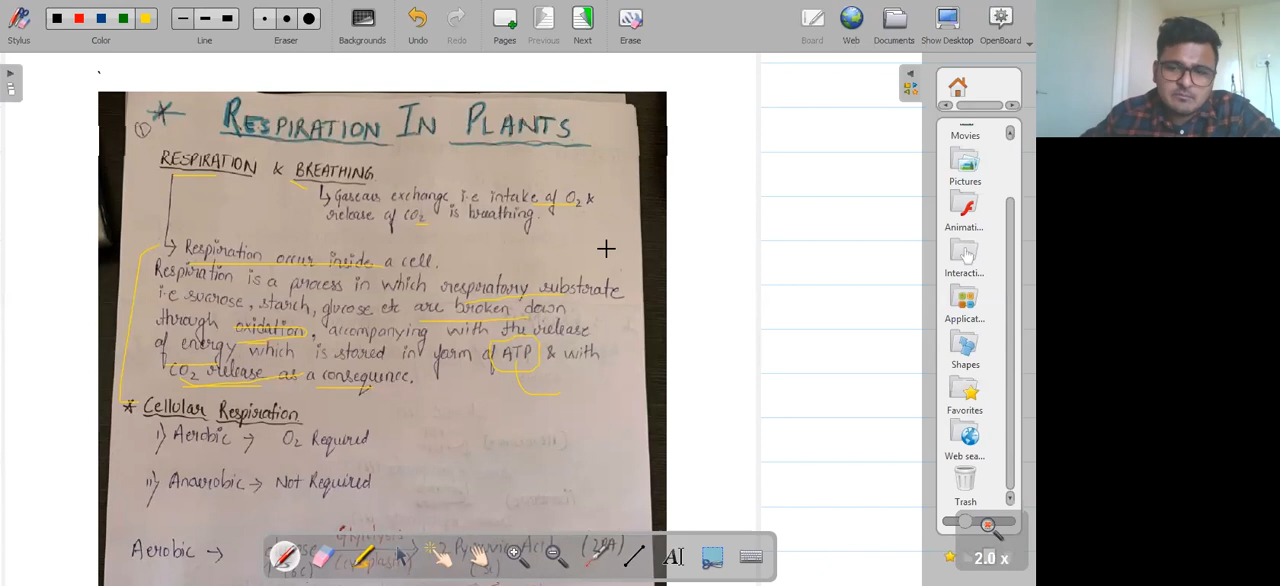 Stylus
Color
Line
Eraser
Backgrounds
Undo
Redo
Pages
Previous
Next
Erase
Board
Web
Documents
Show Desktop
OpenBoard
① * RESPIRATION IN PLANTS
RESPIRATION & BREATHING
↳ Gaseous exchange i.e intake of O₂ &
release of CO₂ is breathing.
→ Respiration occur inside a cell.
Respiration is a process in which respiratory substrate
i.e sucrose, starch, glucose etc are broken down
through oxidation, accompanying with the release
of energy which is stored in form of ATP & with
CO₂ release as a consequence.
* Cellular Respiration
i) Aerobic → O₂ Required
ii) Anaerobic → Not Required
Aerobic → Glycolysis
(2PA)
Movies
Pictures
Animati...
Interacti...
Applicat...
Shapes
Favorites
Web sea...
Trash
2.0 x